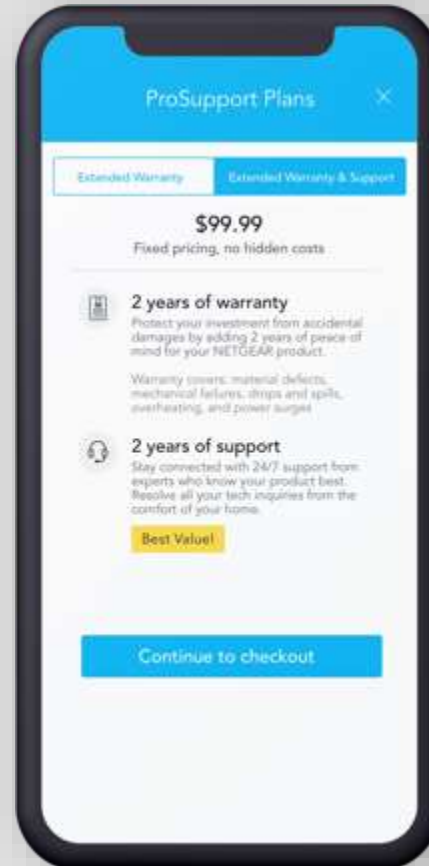 ProSupport Plans
Extended Warranty
Extended Warranty & Support
$99.99
Fixed pricing, no hidden costs
2 years of warranty
Protect your investment from accidental
damages by adding 2 years of peace of
mind for your NETGEAR product.
Warranty covers: material defects,
mechanical failures, drops and spills,
overheating, and power surges
2 years of support
Stay connected with 24/7 support from
experts who know your product best.
Resolve all your tech inquiries from the
comfort of your home.
Best Value!
Continue to checkout